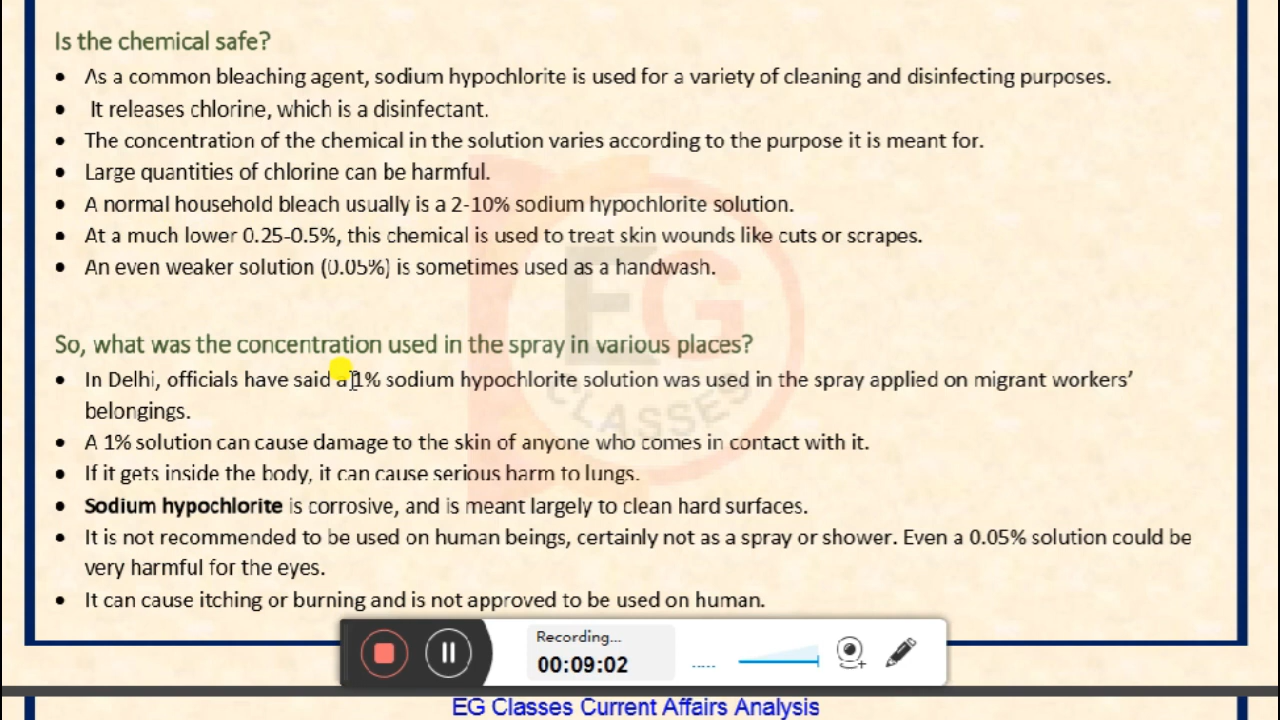 Is the chemical safe?
• As a common bleaching agent, sodium hypochlorite is used for a variety of cleaning and disinfecting purposes.
• It releases chlorine, which is a disinfectant.
• The concentration of the chemical in the solution varies according to the purpose it is meant for.
• Large quantities of chlorine can be harmful.
• A normal household bleach usually is a 2-10% sodium hypochlorite solution.
• At a much lower 0.25-0.5%, this chemical is used to treat skin wounds like cuts or scrapes.
• An even weaker solution (0.05%) is sometimes used as a handwash.
EG
CLASSES
So, what was the concentration used in the spray in various places?
• In Delhi, officials have said a 1% sodium hypochlorite solution was used in the spray applied on migrant workers’
belongings.
• A 1% solution can cause damage to the skin of anyone who comes in contact with it.
• If it gets inside the body, it can cause serious harm to lungs.
• Sodium hypochlorite is corrosive, and is meant largely to clean hard surfaces.
• It is not recommended to be used on human beings, certainly not as a spray or shower. Even a 0.05% solution could be
very harmful for the eyes.
• It can cause itching or burning and is not approved to be used on human.
Recording...
00:09:02
EG Classes Current Affairs Analysis